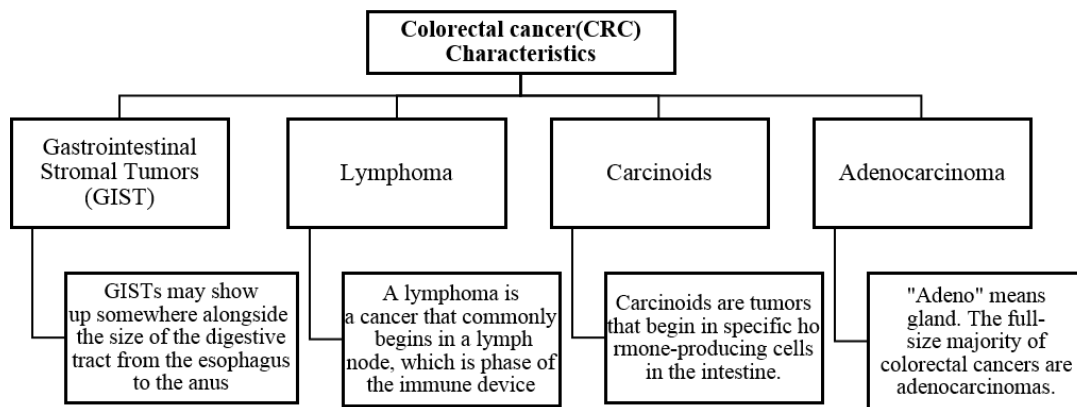 Colorectal cancer(CRC)
Characteristics
Gastrointestinal
Stromal Tumors
(GIST)
Lymphoma
Carcinoids
Adenocarcinoma
GISTs may show
up somewhere alongside
the size of the digestive
tract from the esophagus
to the anus
A lymphoma is
a cancer that commonly
begins in a lymph
node, which is phase of
the immune device
Carcinoids are tumors
that begin in specific ho
rmone-producing cells
in the intestine.
"Adeno" means
gland. The full-
size majority of
colorectal cancers are
adenocarcinomas.